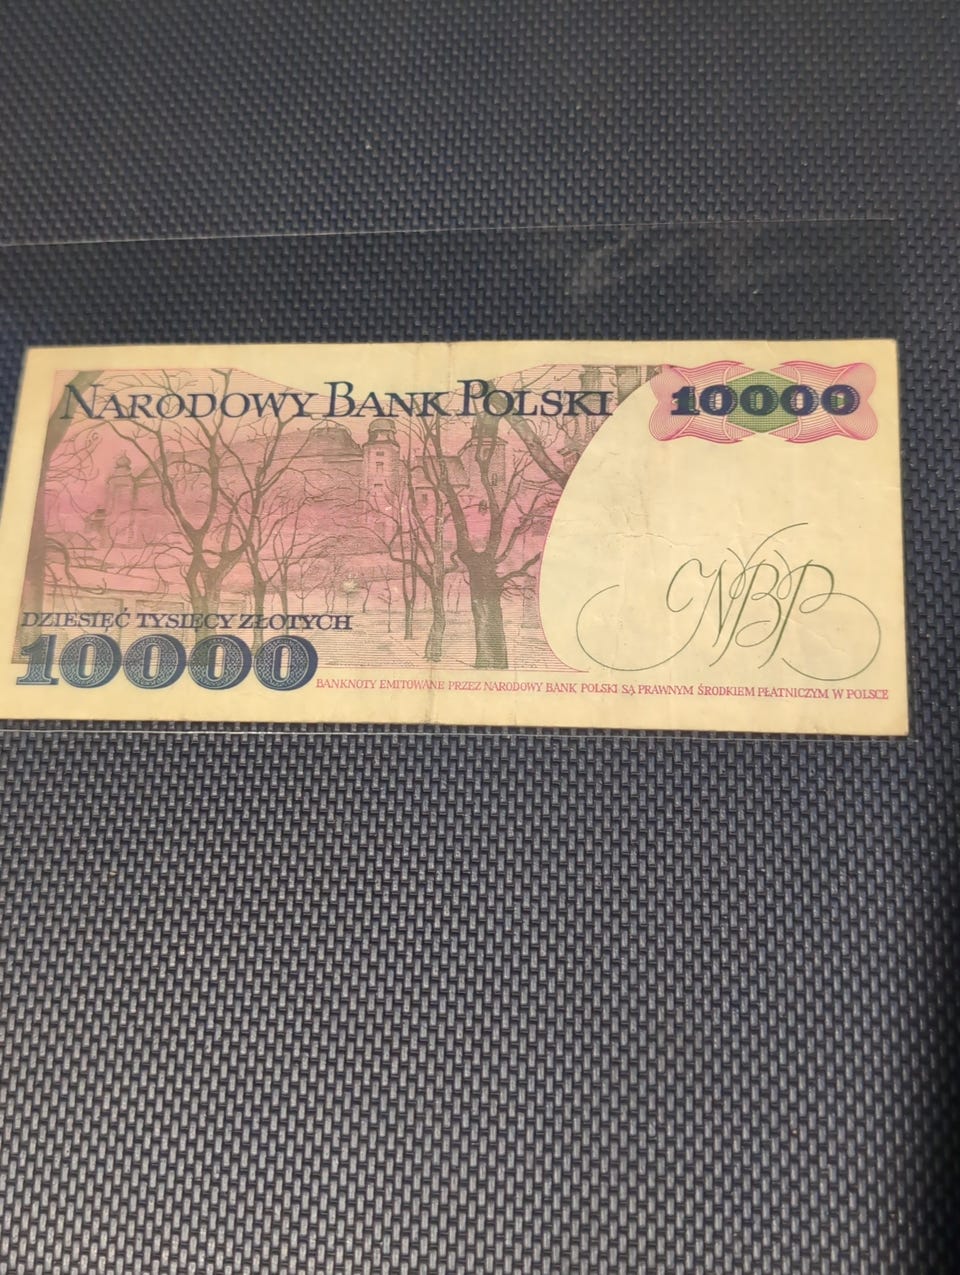 NARODOWY BANK POLSKI
10000
NBP
DZIESIĘĆ TYSIĘCY ZŁOTYCH
10000
BANKNOTY EMITOWANE PRZEZ NARODOWY BANK POLSKI SĄ PRAWNYM ŚRODKIEM PŁATNICZYM W POLSCE